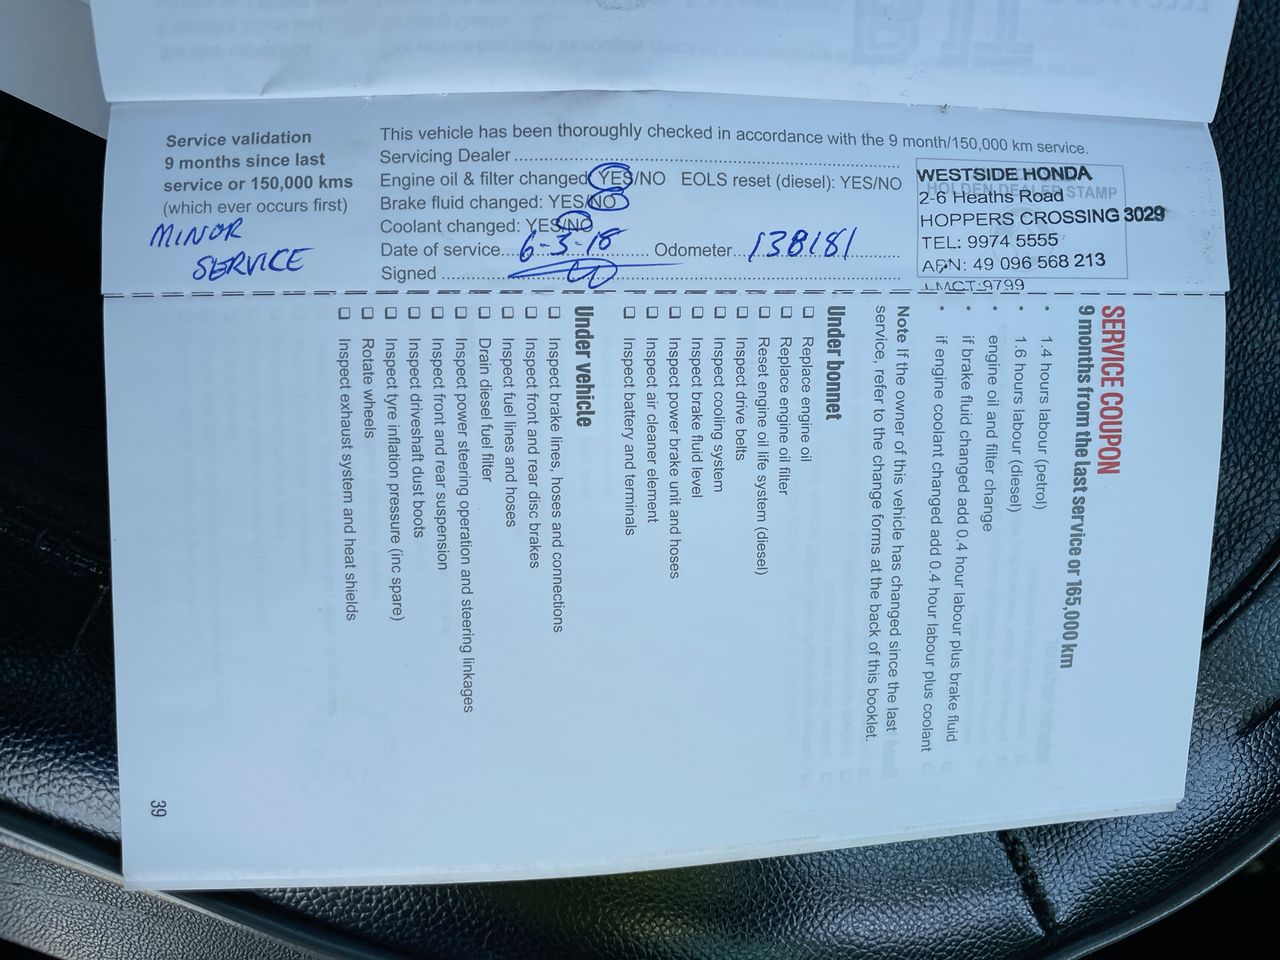 Service validation
9 months since last
service or 150,000 kms
(which ever occurs first)
MINOR
SERVICE
This vehicle has been thoroughly checked in accordance with the 9 month/150,000 km service.
Servicing Dealer
Engine oil & filter changed: YES/NO EOLS reset (diesel): YES/NO
Brake fluid changed: YES/NO
Coolant changed: YES/NO
Date of service 6-3-18 Odometer 138181
Signed
HOLDEN DEALER STAMP
WESTSIDE HONDA
2-6 Heaths Road
HOPPERS CROSSING 3029
TEL: 9974 5555
ABN: 49 096 568 213
LMCT:9799
SERVICE COUPON
9 months from the last service or 165,000 km
• 1.4 hours labour (petrol)
• 1.6 hours labour (diesel)
• engine oil and filter change
• if brake fluid changed add 0.4 hour labour plus brake fluid
• if engine coolant changed add 0.4 hour labour plus coolant
Note If the owner of this vehicle has changed since the last
service, refer to the change forms at the back of this booklet.
Under bonnet
❏ Replace engine oil
❏ Replace engine oil filter
❏ Reset engine oil life system (diesel)
❏ Inspect drive belts
❏ Inspect cooling system
❏ Inspect brake fluid level
❏ Inspect power brake unit and hoses
❏ Inspect air cleaner element
❏ Inspect battery and terminals
Under vehicle
❏ Inspect brake lines, hoses and connections
❏ Inspect front and rear disc brakes
❏ Inspect fuel lines and hoses
❏ Drain diesel fuel filter
❏ Inspect power steering operation and steering linkages
❏ Inspect front and rear suspension
❏ Inspect driveshaft dust boots
❏ Inspect tyre inflation pressure (inc spare)
❏ Rotate wheels
❏ Inspect exhaust system and heat shields
39